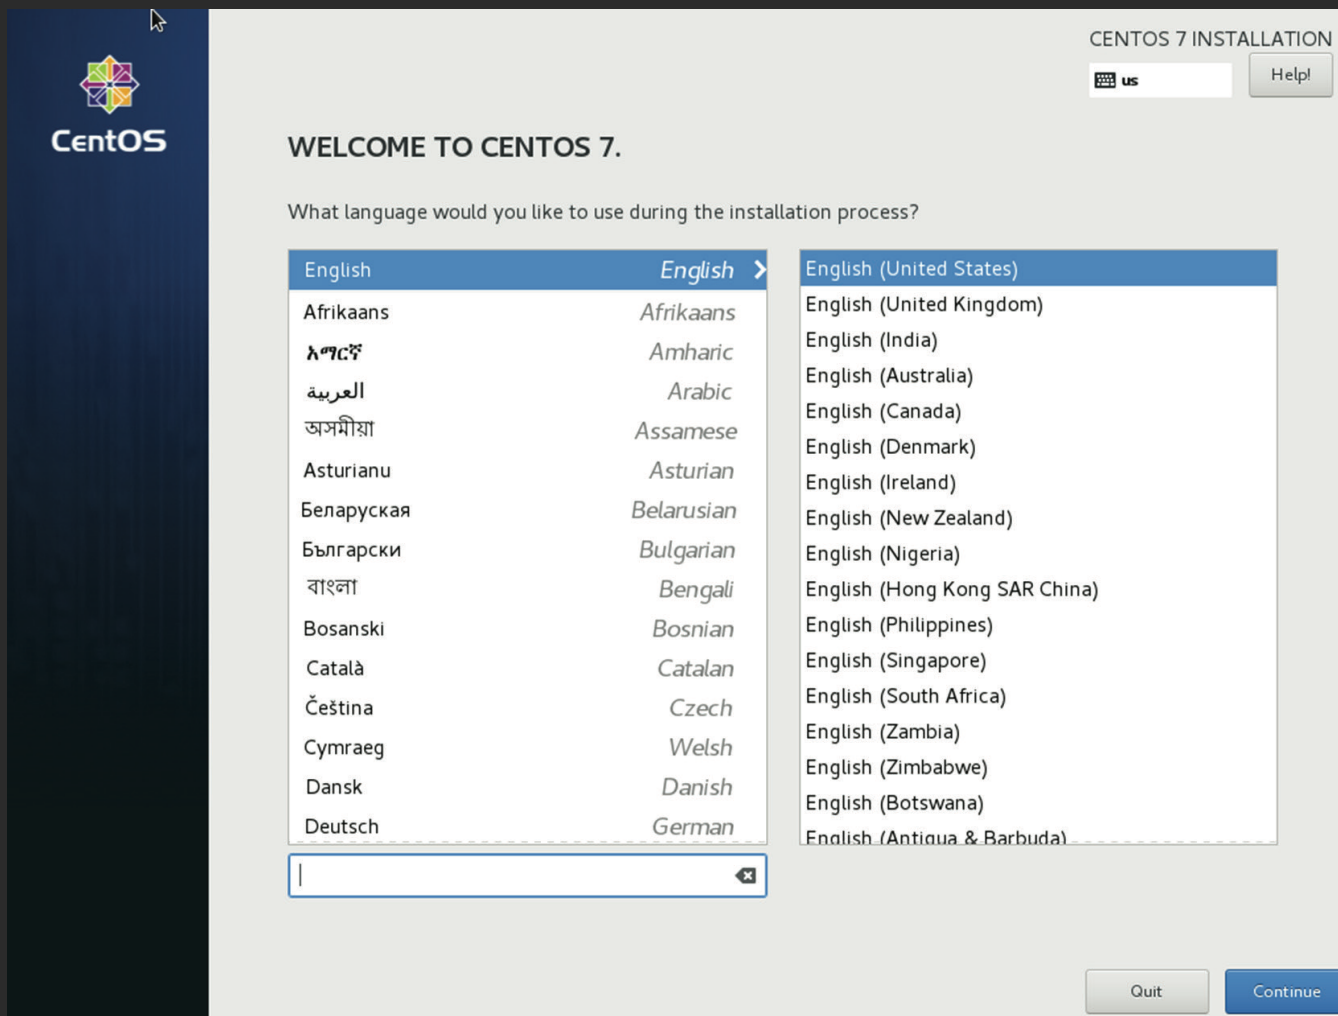 CentOS
CENTOS 7 INSTALLATION
us
Help!
WELCOME TO CENTOS 7.
What language would you like to use during the installation process?
English English
Afrikaans Afrikaans
አማርኛ Amharic
العربية Arabic
অসমীয়া Assamese
Asturianu Asturian
Беларуская Belarusian
Български Bulgarian
বাংলা Bengali
Bosanski Bosnian
Català Catalan
Čeština Czech
Cymraeg Welsh
Dansk Danish
Deutsch German
English (United States)
English (United Kingdom)
English (India)
English (Australia)
English (Canada)
English (Denmark)
English (Ireland)
English (New Zealand)
English (Nigeria)
English (Hong Kong SAR China)
English (Philippines)
English (Singapore)
English (South Africa)
English (Zambia)
English (Zimbabwe)
English (Botswana)
English (Antigua & Barbuda)
Quit
Continue